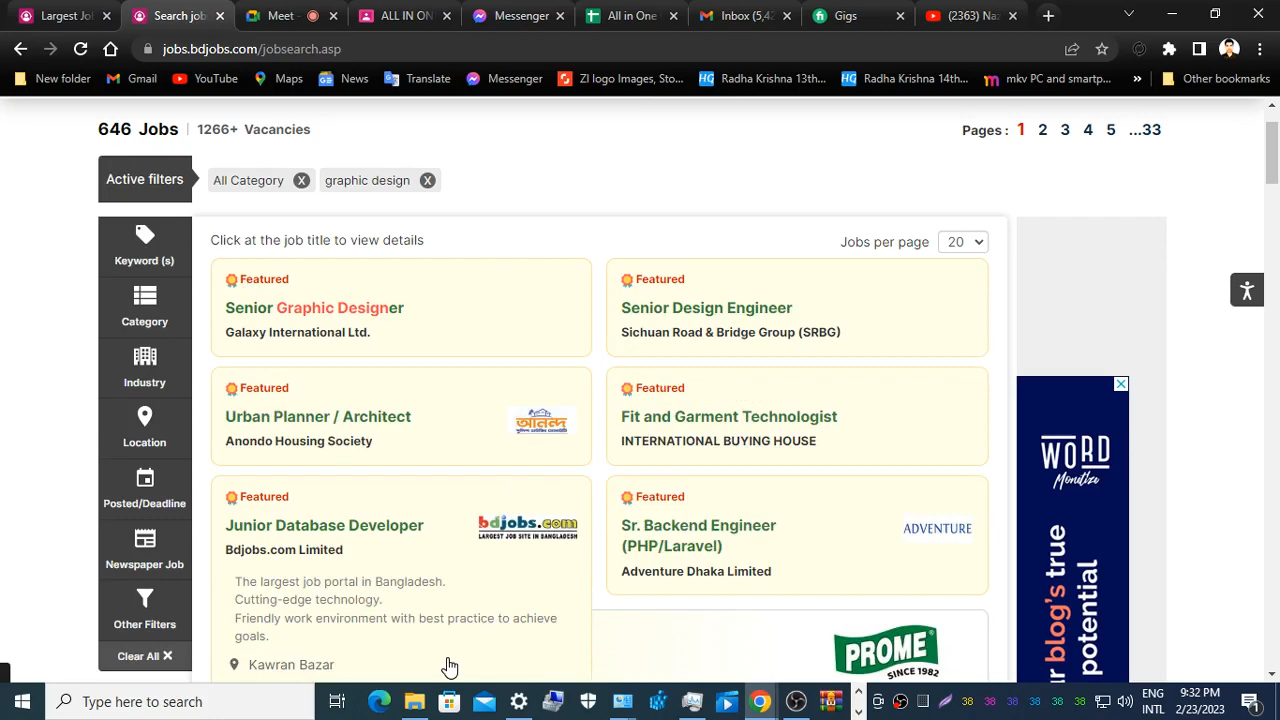 Largest J
Search jo
Meet -
ALL IN ON
Messenger
All in One
Inbox (5,42
Gigs
(2363) Na
jobs.bdjobs.com/jobsearch.asp
New folder
Gmail
YouTube
Maps
News
Translate
Messenger
ZI logo Images, Sto...
Radha Krishna 13th...
Radha Krishna 14th...
mkv PC and smartp...
»
Other bookmarks
646 Jobs | 1266+ Vacancies
Pages : 1 2 3 4 5 ...33
Active filters
All Category X
graphic design X
Keyword (s)
Category
Industry
Location
Posted/Deadline
Newspaper Job
Other Filters
Clear All X
Click at the job title to view details
Jobs per page 20
Featured
Senior Graphic Designer
Galaxy International Ltd.
Featured
Senior Design Engineer
Sichuan Road & Bridge Group (SRBG)
Featured
Urban Planner / Architect
Anondo Housing Society
আনন্দ
Featured
Fit and Garment Technologist
INTERNATIONAL BUYING HOUSE
Featured
Junior Database Developer
Bdjobs.com Limited
bdjobs.com
LARGEST JOB SITE IN BANGLADESH
The largest job portal in Bangladesh.
Cutting-edge technology.
Friendly work environment with best practice to achieve
goals.
Kawran Bazar
Featured
Sr. Backend Engineer
(PHP/Laravel)
Adventure Dhaka Limited
ADVENTURE
PROME
SINCE 1982
WORD
Monetize
blog's true
potential
Type here to search
38
38
38
38
38
ENG
INTL
9:32 PM
2/23/2023
1